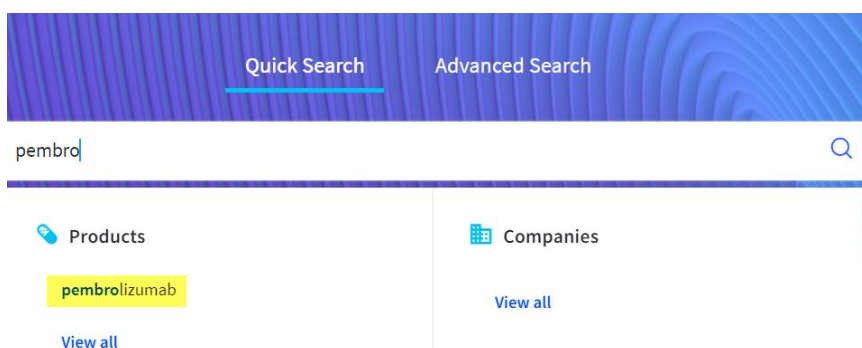 Quick Search Advanced Search
pembro
Products
pembrolizumab
View all
Companies
View all